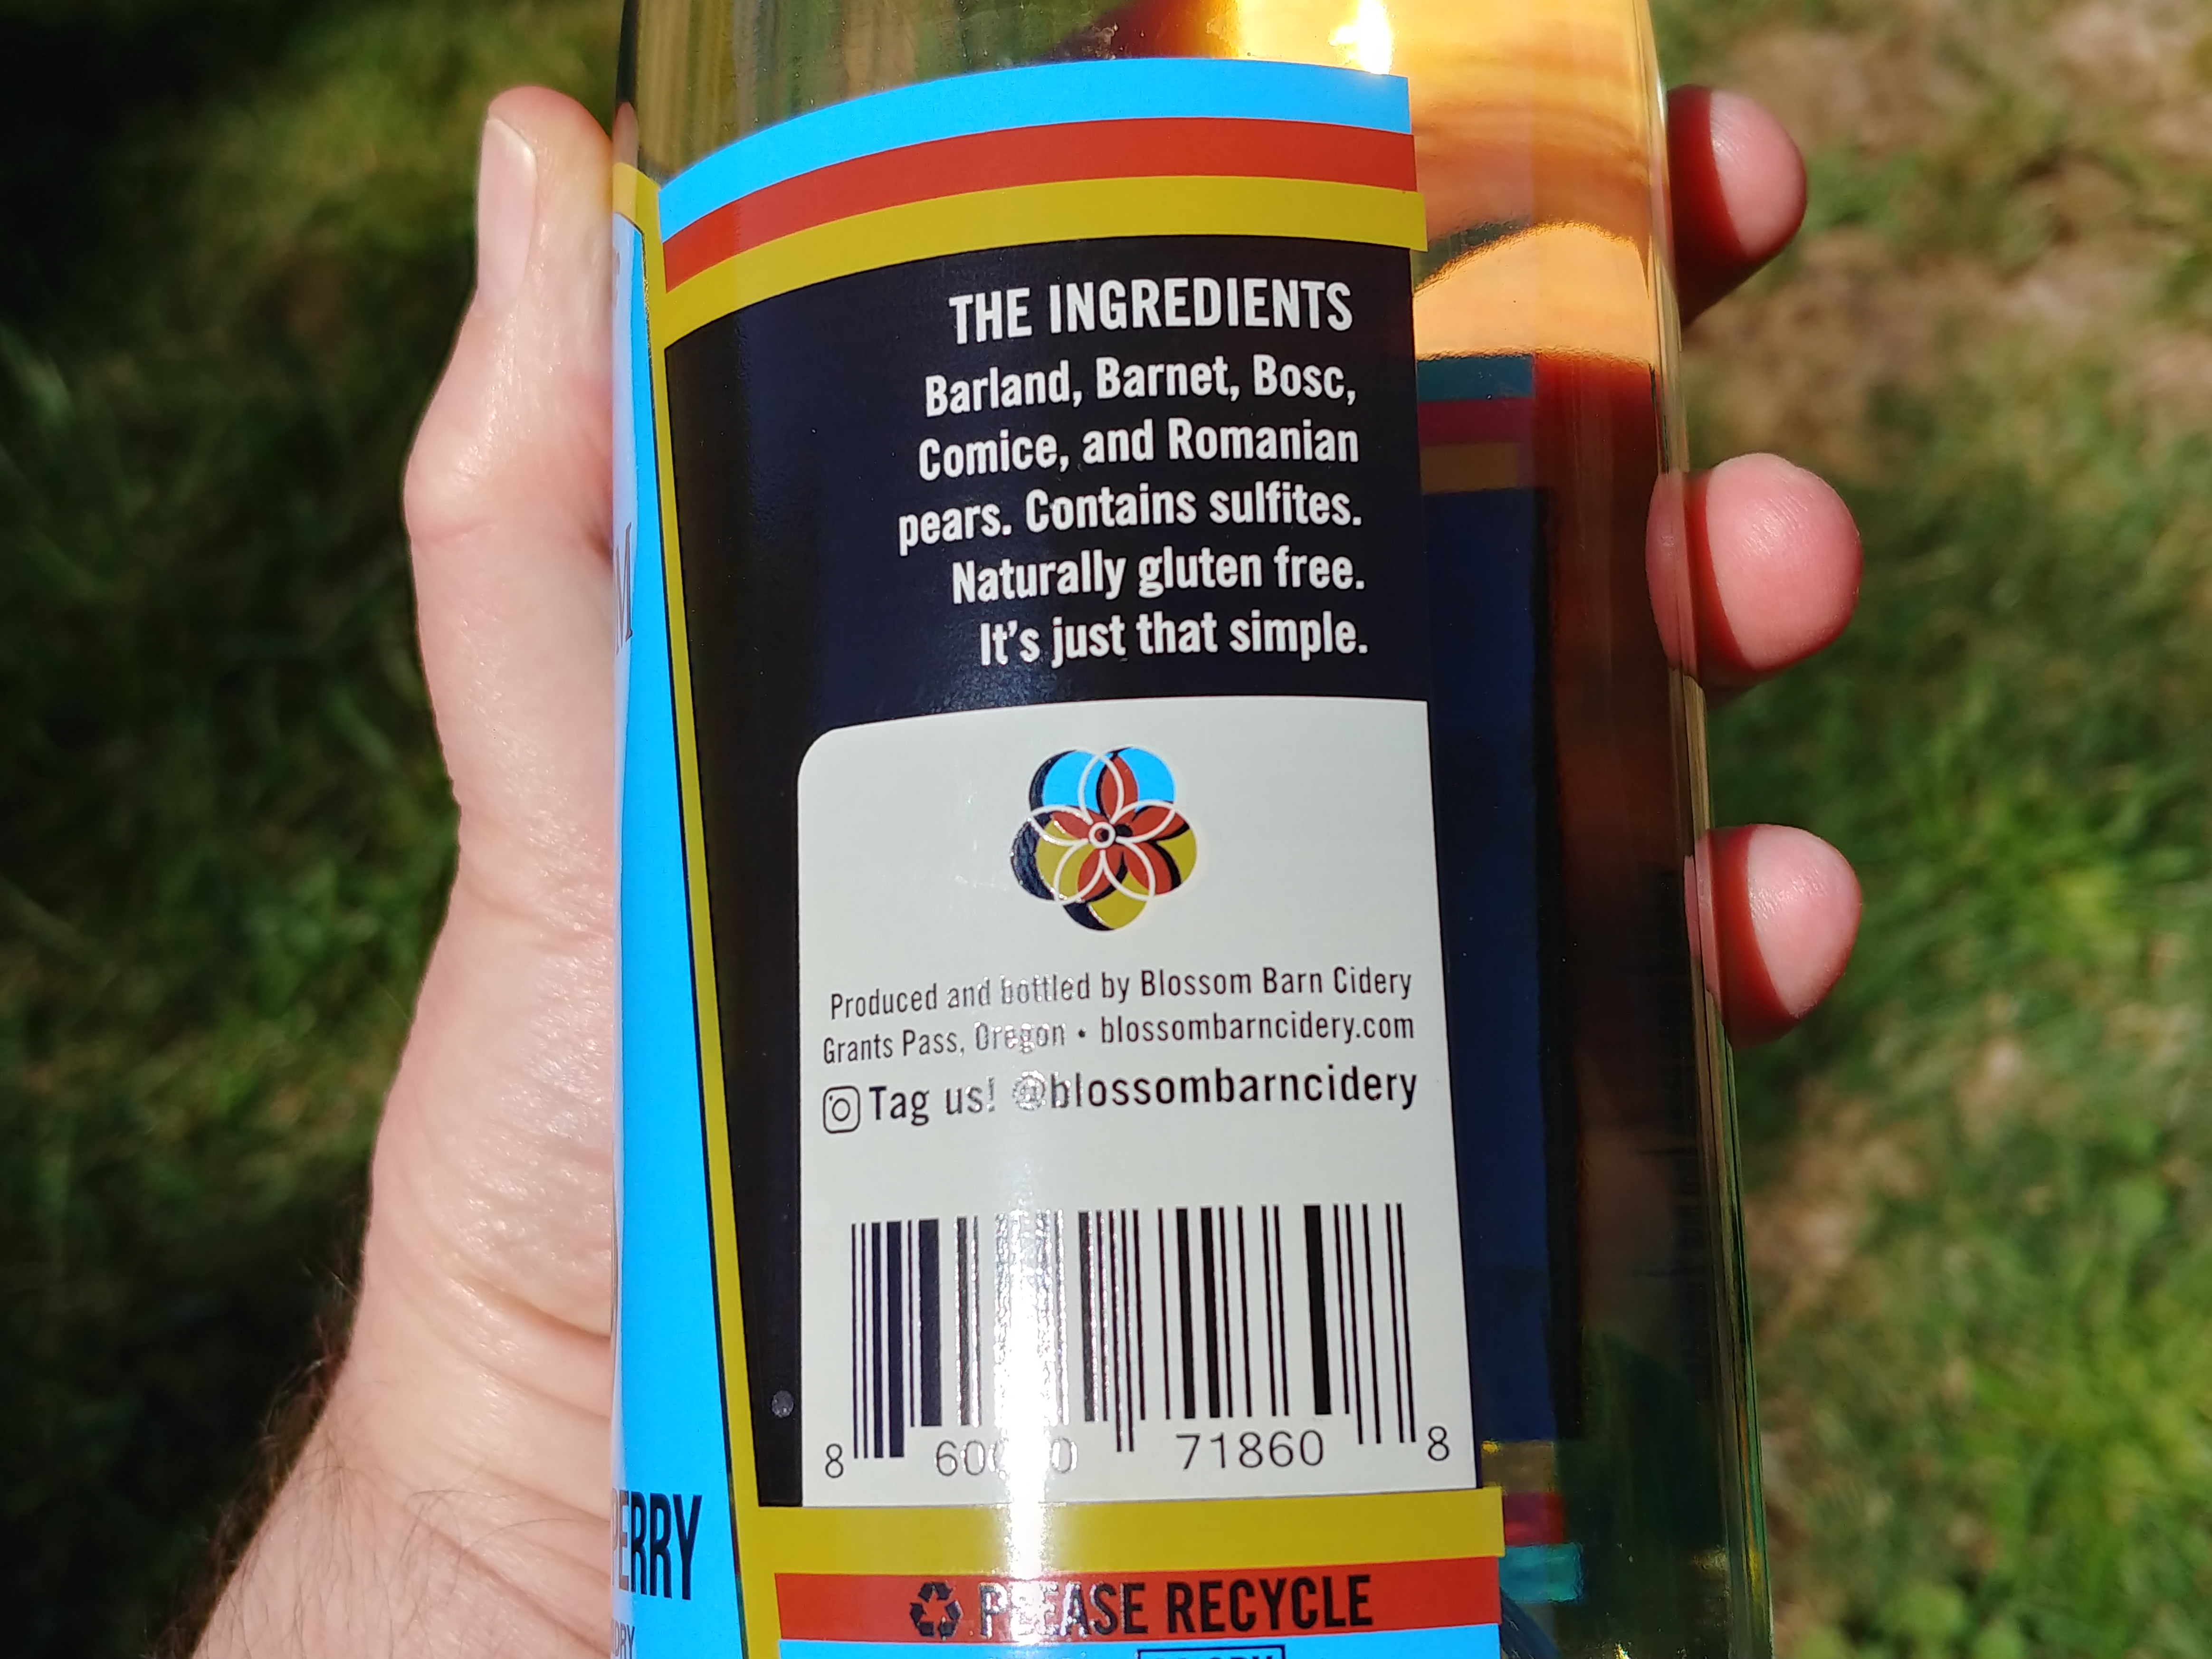 THE INGREDIENTS
Barland, Barnet, Bosc,
Comice, and Romanian
pears. Contains sulfites.
Naturally gluten free.
It's just that simple.
Produced and bottled by Blossom Barn Cidery
Grants Pass, Oregon • blossombarncidery.com
Tag us! @blossombarncidery
8 71860 8
PERRY
PLEASE RECYCLE